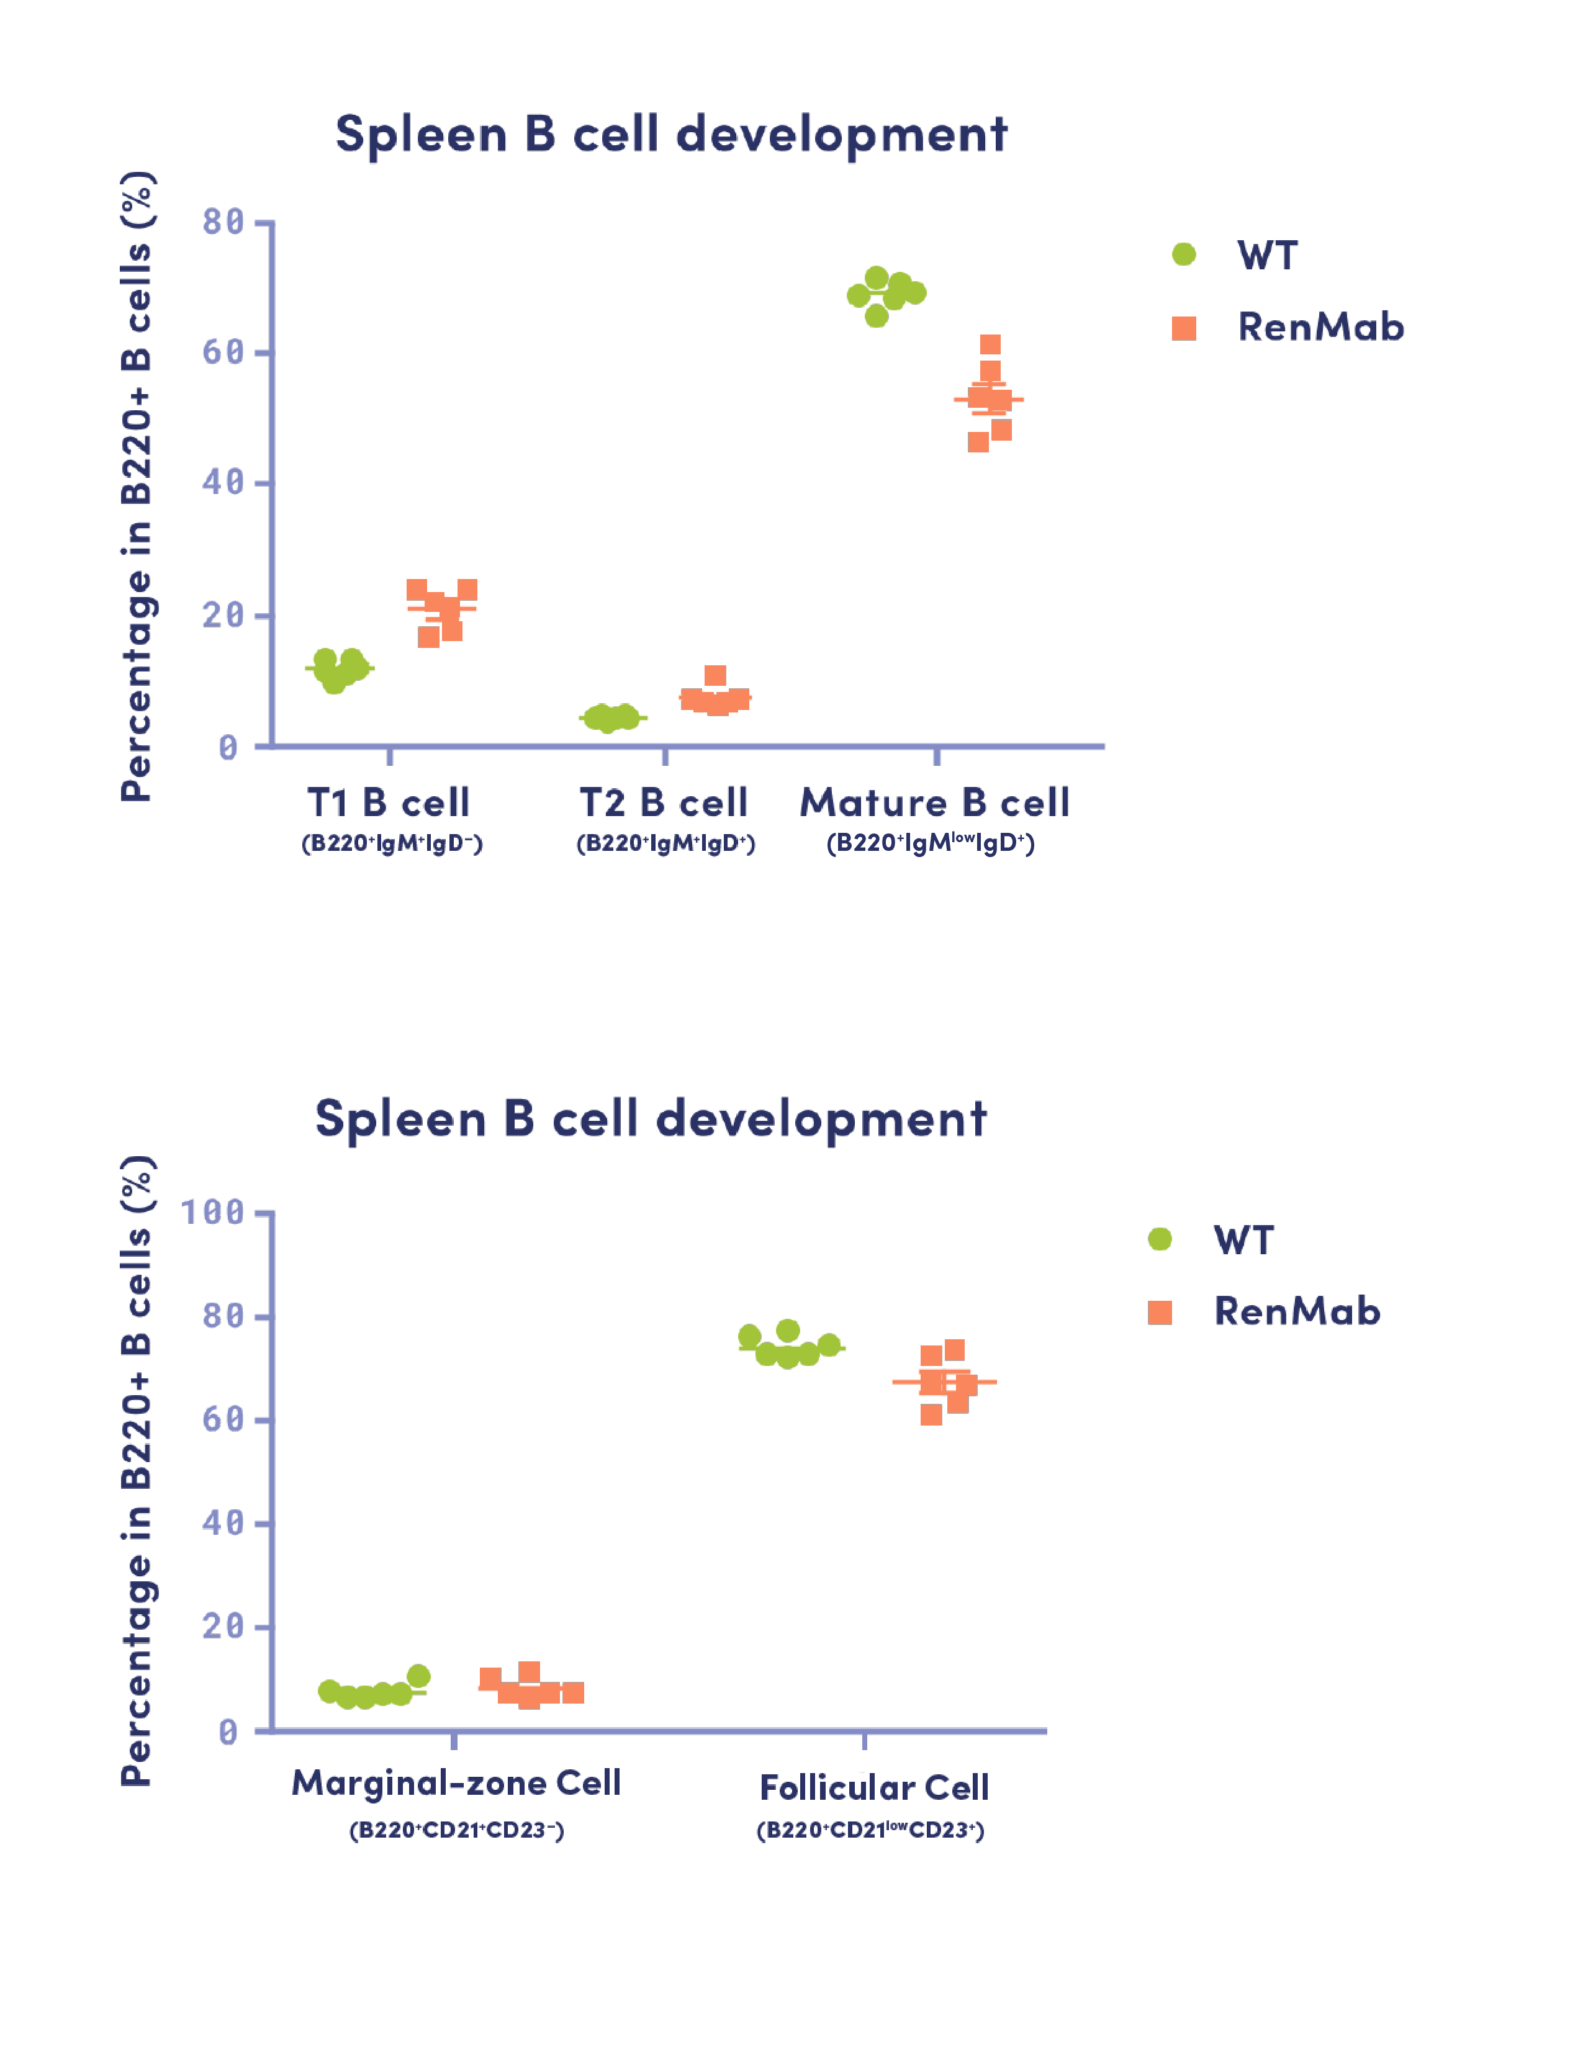 Spleen B cell development
Percentage in B220+ B cells (%)
80
60
40
20
0
WT
RenMab
T1 B cell
(B220⁺IgM⁺IgD⁻)
T2 B cell
(B220⁺IgM⁺IgD⁺)
Mature B cell
(B220⁺IgMˡᵒʷIgD⁺)
Spleen B cell development
Percentage in B220+ B cells (%)
100
80
60
40
20
0
WT
RenMab
Marginal-zone Cell
(B220⁺CD21⁺CD23⁻)
Follicular Cell
(B220⁺CD21ˡᵒʷCD23⁺)